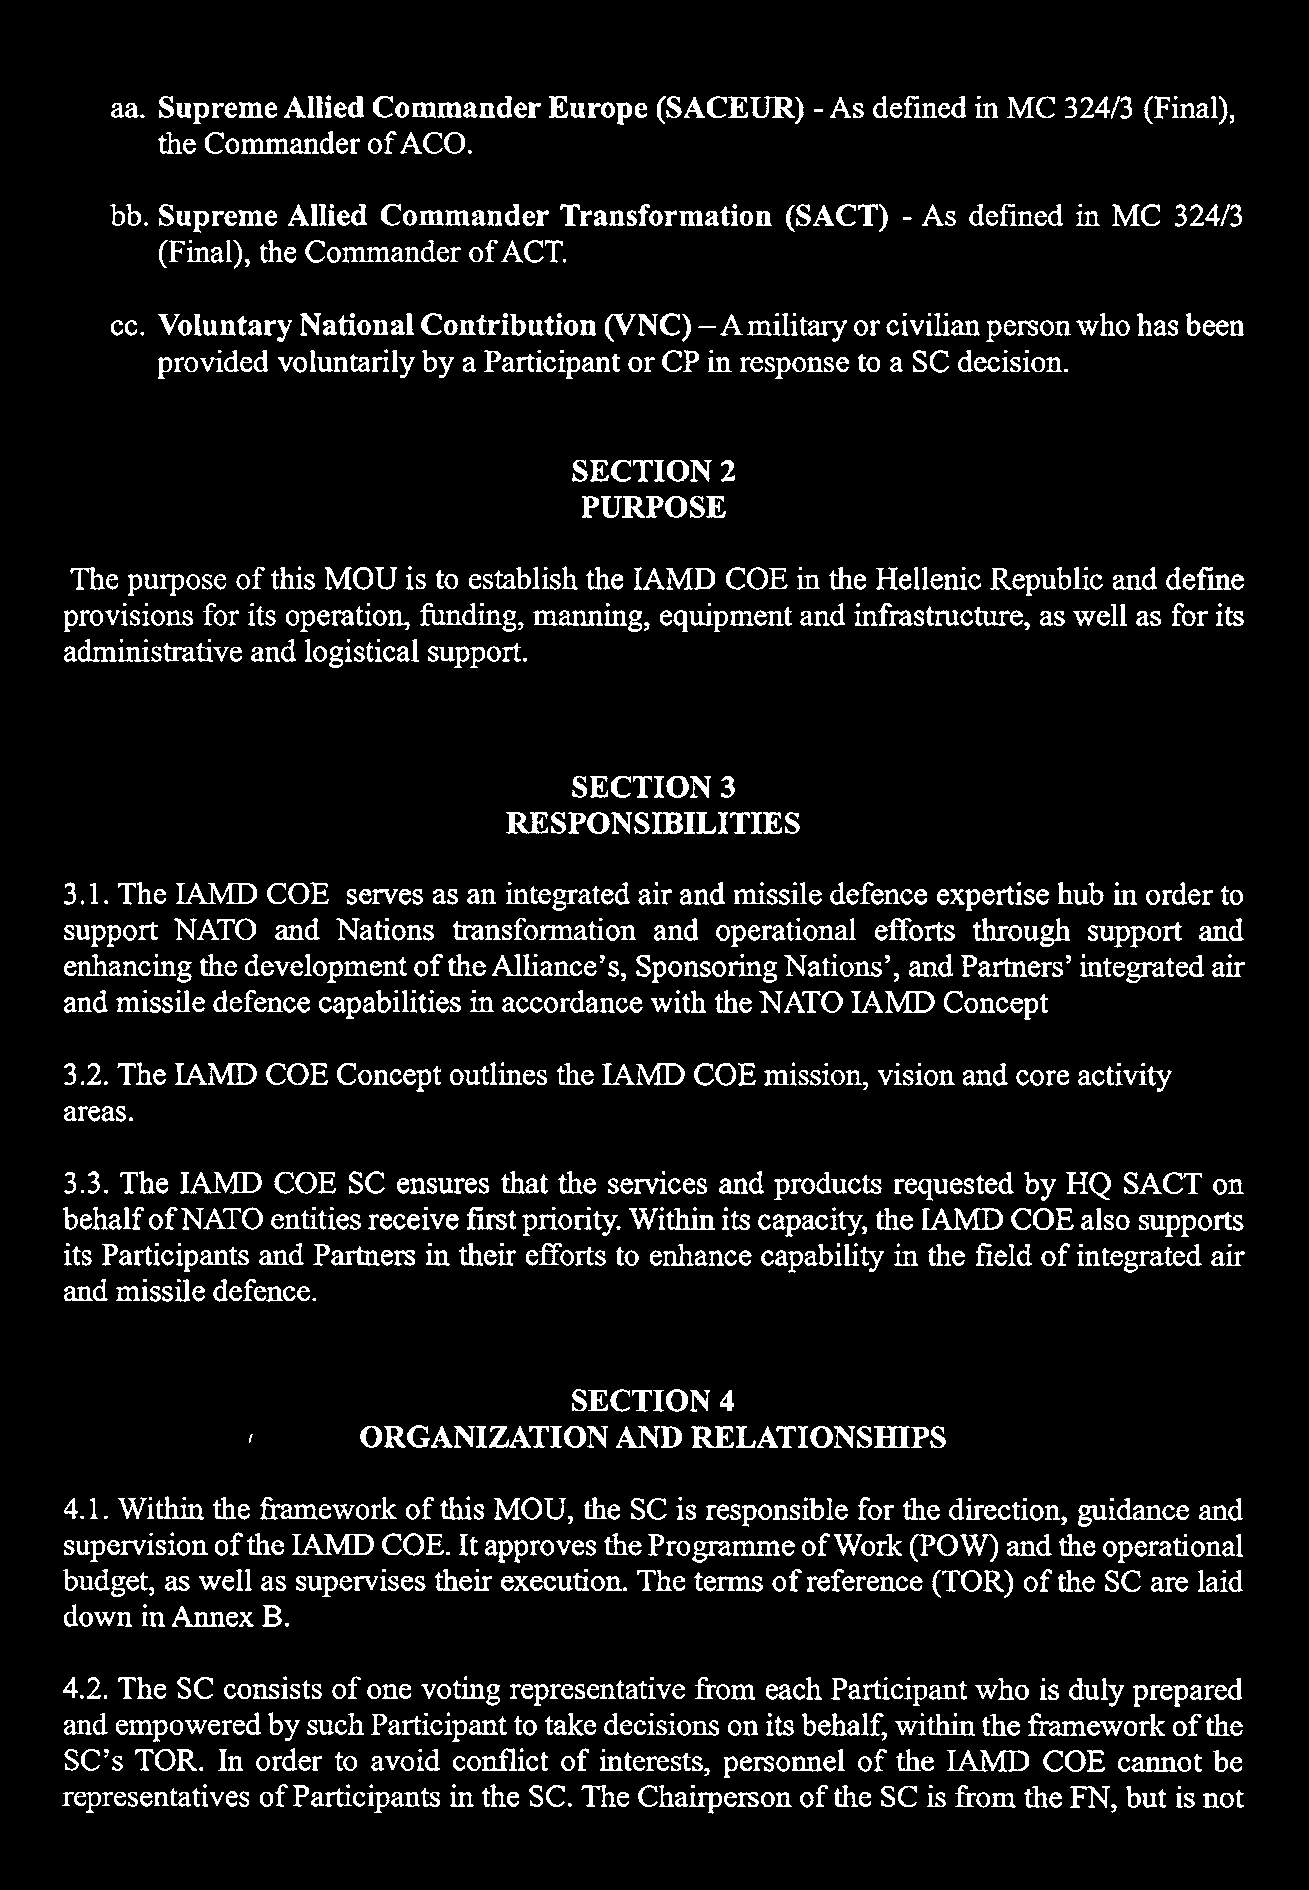 aa. Supreme Allied Commander Europe (SACEUR) - As defined in MC 324/3 (Final),
the Commander of ACO.
bb. Supreme Allied Commander Transformation (SACT) - As defined in MC 324/3
(Final), the Commander of ACT.
cc. Voluntary National Contribution (VNC) – A military or civilian person who has been
provided voluntarily by a Participant or CP in response to a SC decision.
SECTION 2
PURPOSE
The purpose of this MOU is to establish the IAMD COE in the Hellenic Republic and define
provisions for its operation, funding, manning, equipment and infrastructure, as well as for its
administrative and logistical support.
SECTION 3
RESPONSIBILITIES
3.1. The IAMD COE serves as an integrated air and missile defence expertise hub in order to
support NATO and Nations transformation and operational efforts through support and
enhancing the development of the Alliance’s, Sponsoring Nations’, and Partners’ integrated air
and missile defence capabilities in accordance with the NATO IAMD Concept
3.2. The IAMD COE Concept outlines the IAMD COE mission, vision and core activity
areas.
3.3. The IAMD COE SC ensures that the services and products requested by HQ SACT on
behalf of NATO entities receive first priority. Within its capacity, the IAMD COE also supports
its Participants and Partners in their efforts to enhance capability in the field of integrated air
and missile defence.
SECTION 4
ORGANIZATION AND RELATIONSHIPS
4.1. Within the framework of this MOU, the SC is responsible for the direction, guidance and
supervision of the IAMD COE. It approves the Programme of Work (POW) and the operational
budget, as well as supervises their execution. The terms of reference (TOR) of the SC are laid
down in Annex B.
4.2. The SC consists of one voting representative from each Participant who is duly prepared
and empowered by such Participant to take decisions on its behalf, within the framework of the
SC’s TOR. In order to avoid conflict of interests, personnel of the IAMD COE cannot be
representatives of Participants in the SC. The Chairperson of the SC is from the FN, but is not